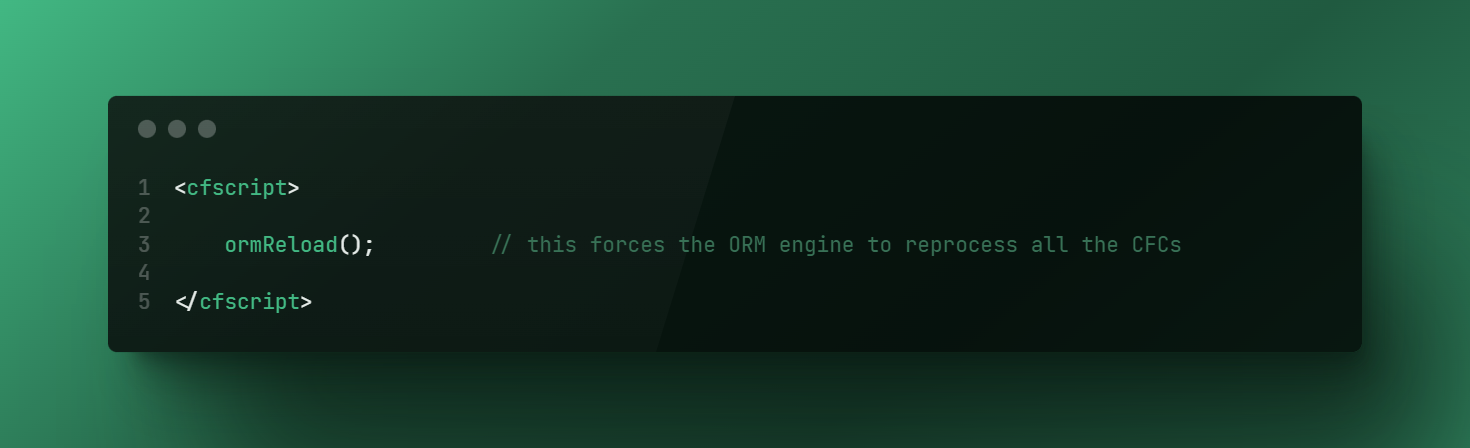 1 <cfscript>
2
3 ormReload(); // this forces the ORM engine to reprocess all the CFCs
4
5 </cfscript>